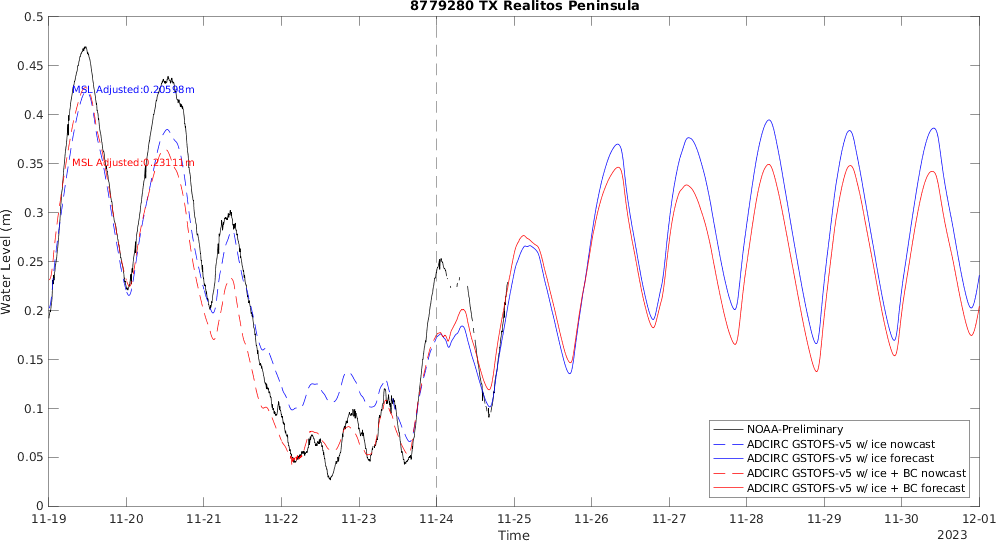 8779280 TX Realitos Peninsula
0.5
0.45
0.4
0.35
0.3
0.25
0.2
0.15
0.1
0.05
0
Water Level (m)
MSL Adjusted:0.20598m
MSL Adjusted:0.23111m
NOAA-Preliminary
ADCIRC GSTOFS-v5 w/ ice nowcast
ADCIRC GSTOFS-v5 w/ ice forecast
ADCIRC GSTOFS-v5 w/ ice + BC nowcast
ADCIRC GSTOFS-v5 w/ ice + BC forecast
11-19 11-20 11-21 11-22 11-23 11-24 11-25 11-26 11-27 11-28 11-29 11-30 12-01
Time
2023